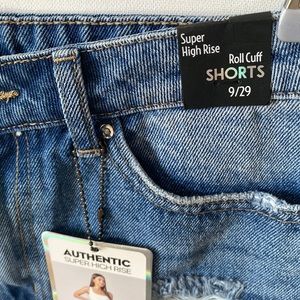 Super
High Rise
Roll Cuff
SHORTS
9/29
AUTHENTIC
SUPER HIGH RISE